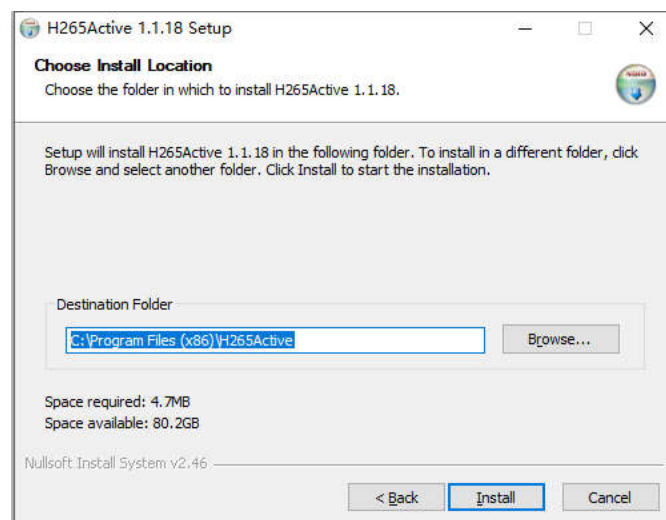 H265Active 1.1.18 Setup
Choose Install Location
Choose the folder in which to install H265Active 1.1.18.
Setup will install H265Active 1.1.18 in the following folder. To install in a different folder, click
Browse and select another folder. Click Install to start the installation.
Destination Folder
C:\Program Files (x86)\H265Active
Browse...
Space required: 4.7MB
Space available: 80.2GB
Nullsoft Install System v2.46
< Back
Install
Cancel